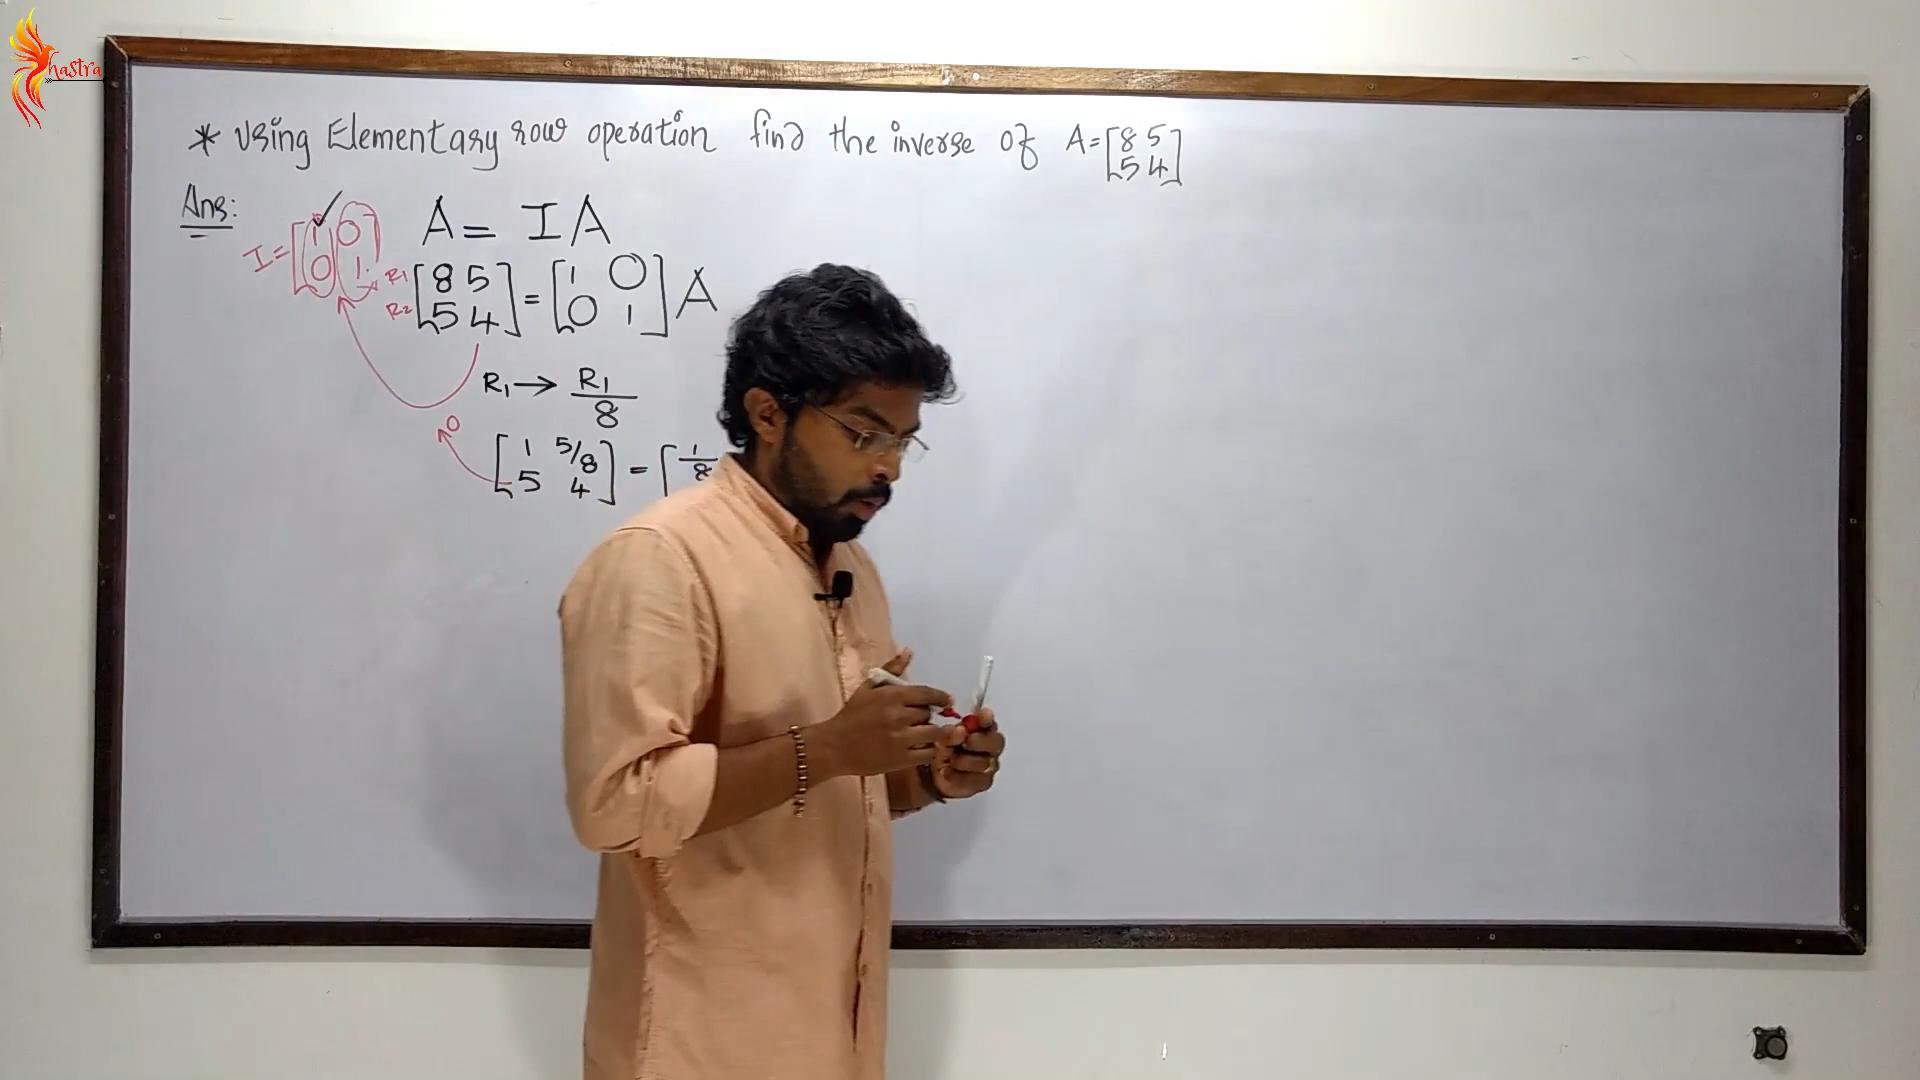 hastra
* Using Elementary row operation find the inverse of A=[8 5
5 4]
Ans:
A = IA
I = [1 0
0 1]
R1 [8 5
R2 5 4] = [1 0
0 1] A
R1 → R1/8
0
[1 5/8
5 4] = [1/8